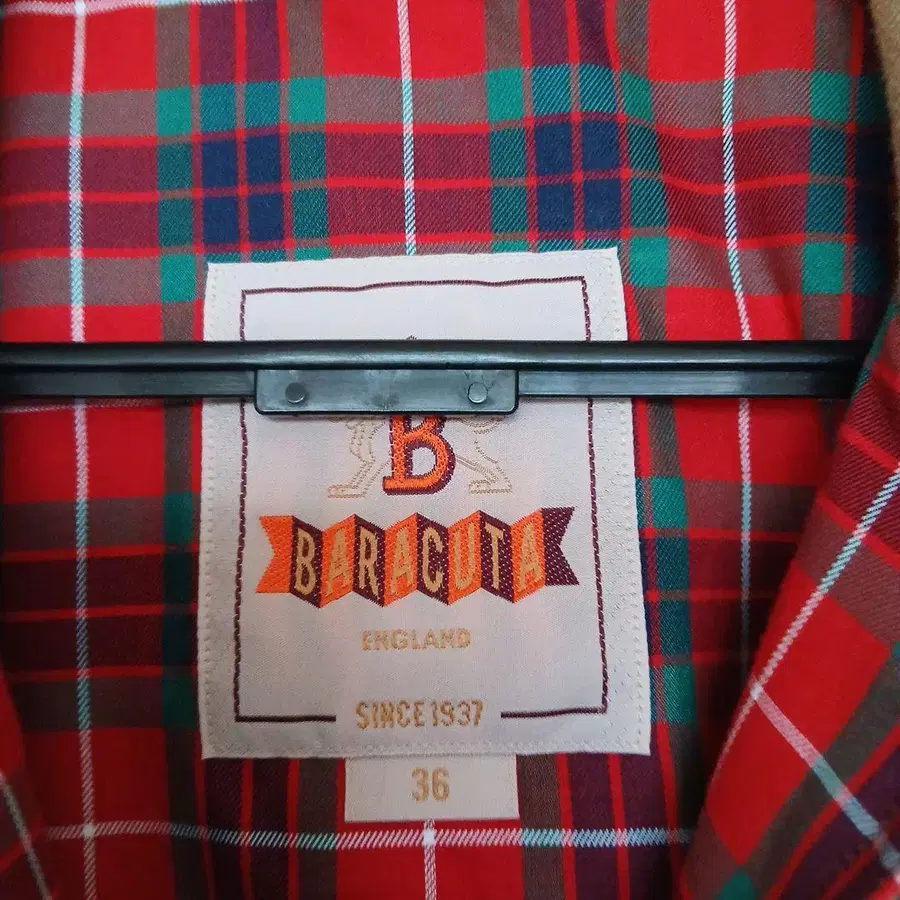 B
BARACUTA
ENGLAND
SINCE 1937
36